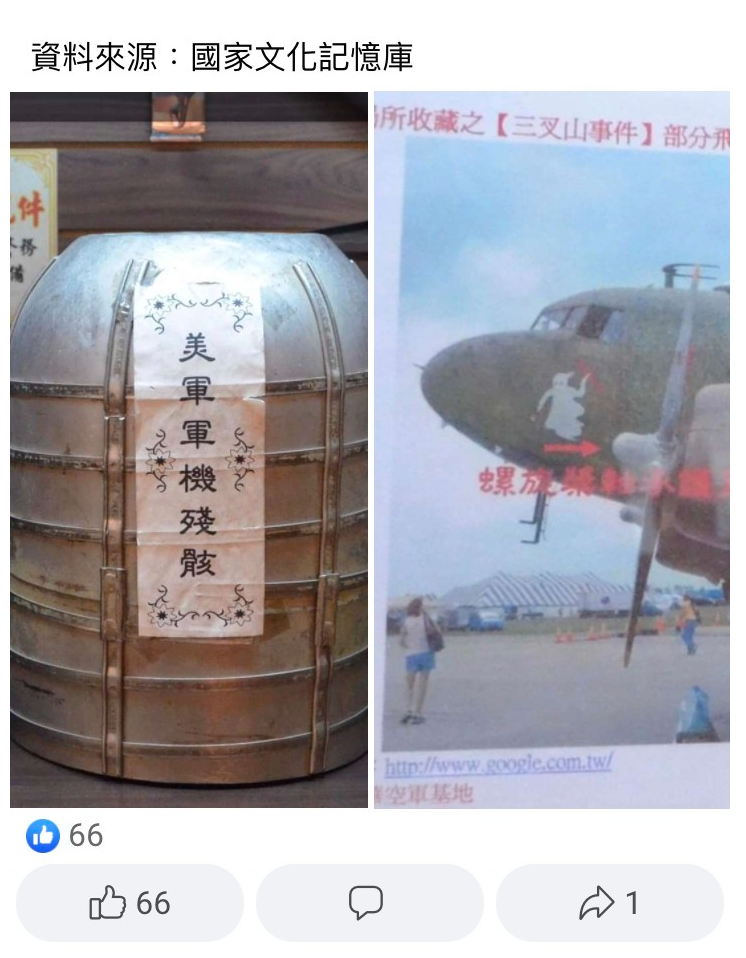 資料來源：國家文化記憶庫
件
務
備
美軍軍機殘骸
所收藏之【三叉山事件】部分飛
螺旋槳
http://www.google.com.tw/
空軍基地
66
66
1